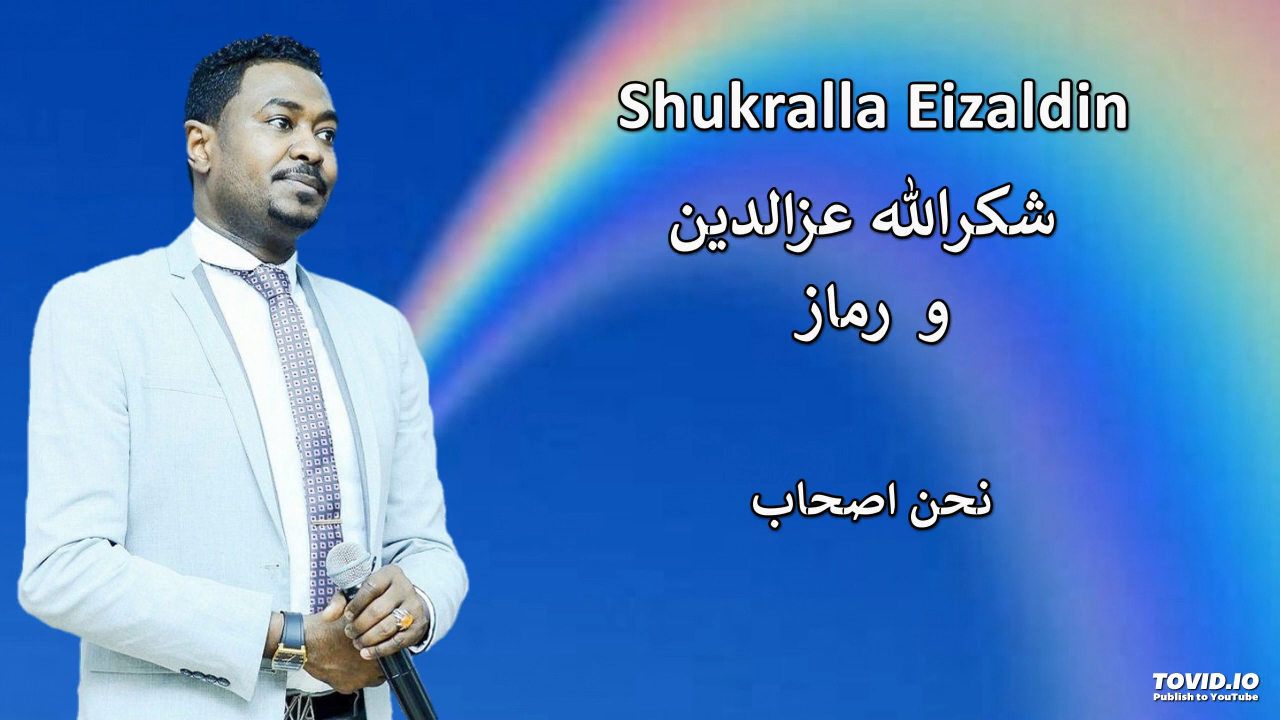 Shukralla Eizaldin
شكرالله عزالدين
و رماز
نحن اصحاب
TOVID.IO
Publish to YouTube